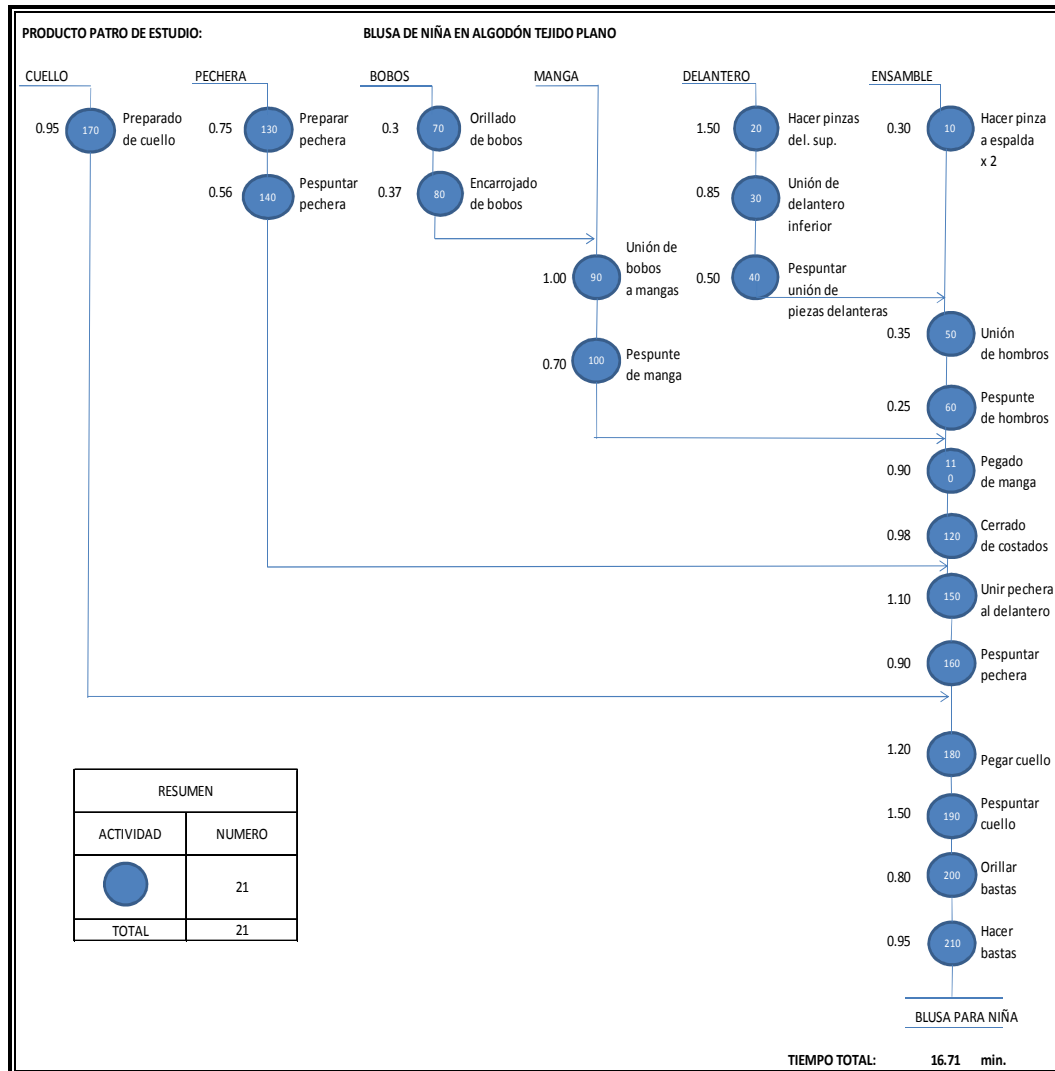 PRODUCTO PATRO DE ESTUDIO: BLUSA DE NIÑA EN ALGODÓN TEJIDO PLANO
CUELLO
0.95 170 Preparado
de cuello
PECHERA
0.75 130 Preparar
pechera
0.56 140 Pespuntar
pechera
BOBOS
0.3 70 Orillado
de bobos
0.37 80 Encarrojado
de bobos
MANGA
1.00 90 Unión de
bobos
a mangas
0.70 100 Pespunte
de manga
DELANTERO
1.50 20 Hacer pinzas
del. sup.
0.85 30 Unión de
delantero
inferior
0.50 40 Pespuntar
unión de
piezas delanteras
ENSAMBLE
0.30 10 Hacer pinza
a espalda
x 2
0.35 50 Unión
de hombros
0.25 60 Pespunte
de hombros
0.90 11
0
Pegado
de manga
0.98 120 Cerrado
de costados
1.10 150 Unir pechera
al delantero
0.90 160 Pespuntar
pechera
1.20 180 Pegar cuello
1.50 190 Pespuntar
cuello
0.80 200 Orillar
bastas
0.95 210 Hacer
bastas
BLUSA PARA NIÑA
RESUMEN
ACTIVIDAD NUMERO
21
TOTAL 21
TIEMPO TOTAL: 16.71 min.